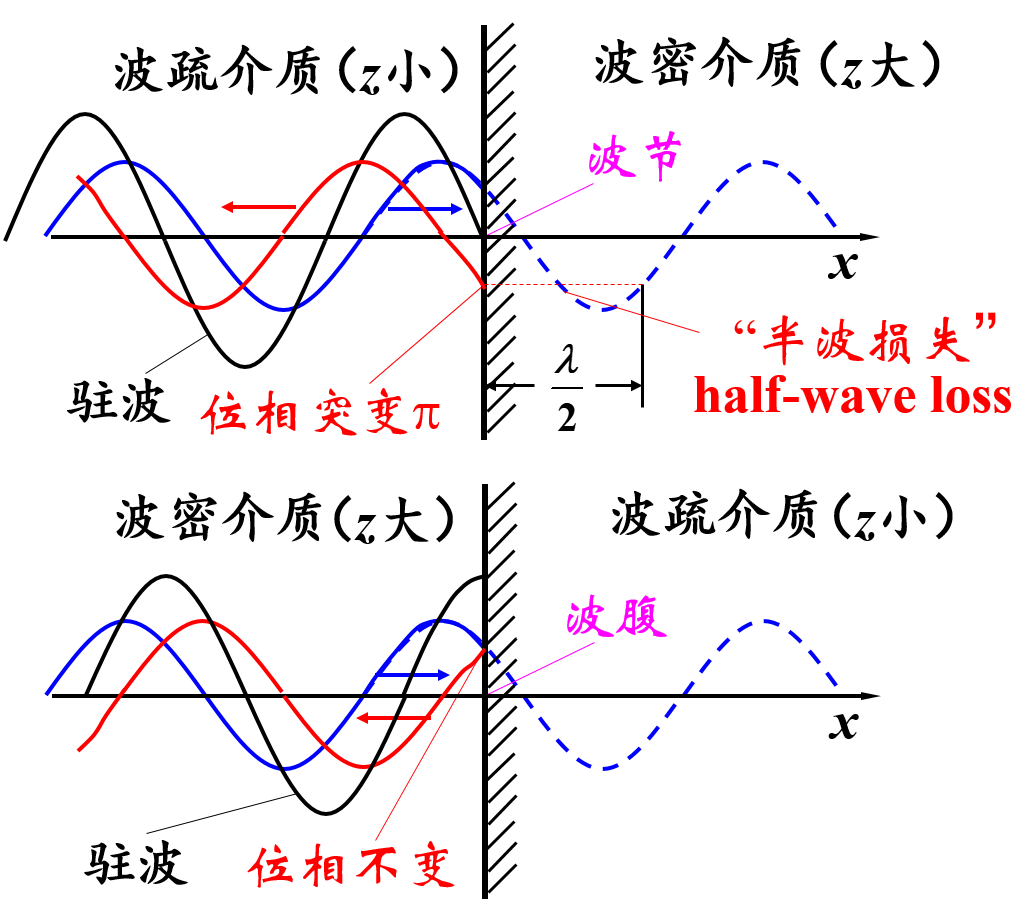 波疏介质(z小)
波密介质(z大)
波节
x
“半波损失”
half-wave loss
λ/2
驻波
位相突变π
波密介质(z大)
波疏介质(z小)
波腹
x
驻波
位相不变